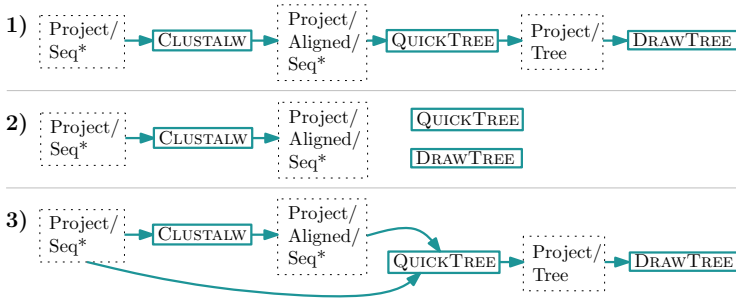 1)
Project/
Seq*
CLUSTALW
Project/
Aligned/
Seq*
QUICKTREE
Project/
Tree
DRAWTREE
2)
Project/
Seq*
CLUSTALW
Project/
Aligned/
Seq*
QUICKTREE
DRAWTREE
3)
Project/
Seq*
CLUSTALW
Project/
Aligned/
Seq*
QUICKTREE
Project/
Tree
DRAWTREE